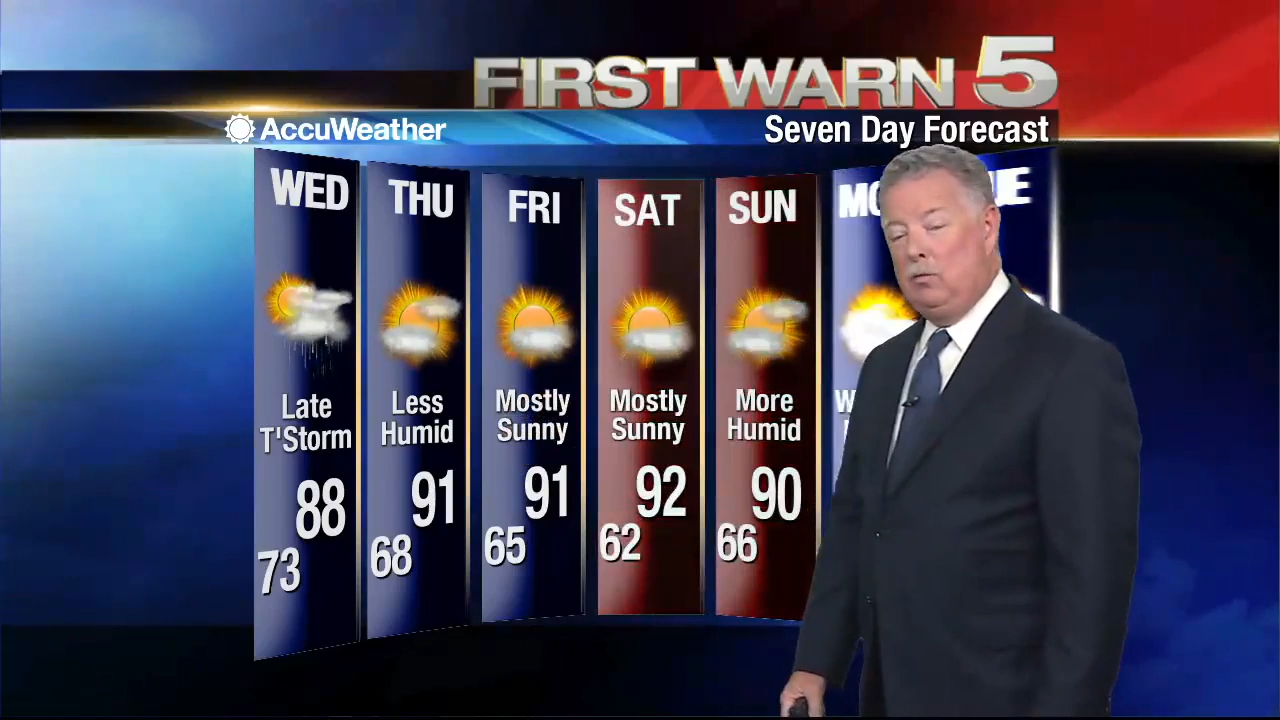 FIRST WARN 5
AccuWeather
Seven Day Forecast
WED
THU
FRI
SAT
SUN
Late
T'Storm
Less
Humid
Mostly
Sunny
Mostly
Sunny
More
Humid
88
91
91
92
90
73
68
65
62
66